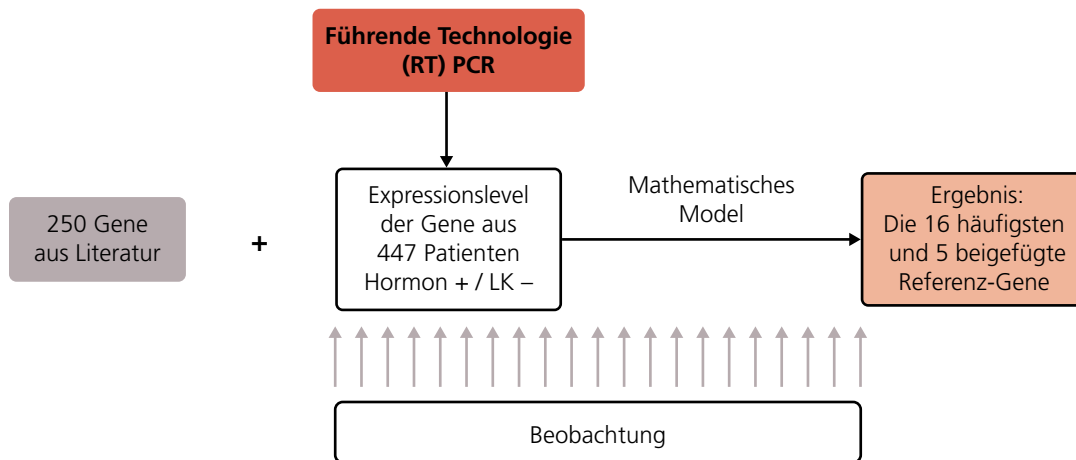 Führende Technologie
(RT) PCR
250 Gene
aus Literatur
+
Expressionslevel
der Gene aus
447 Patienten
Hormon + / LK –
Mathematisches
Model
Ergebnis:
Die 16 häufigsten
und 5 beigefügte
Referenz-Gene
Beobachtung